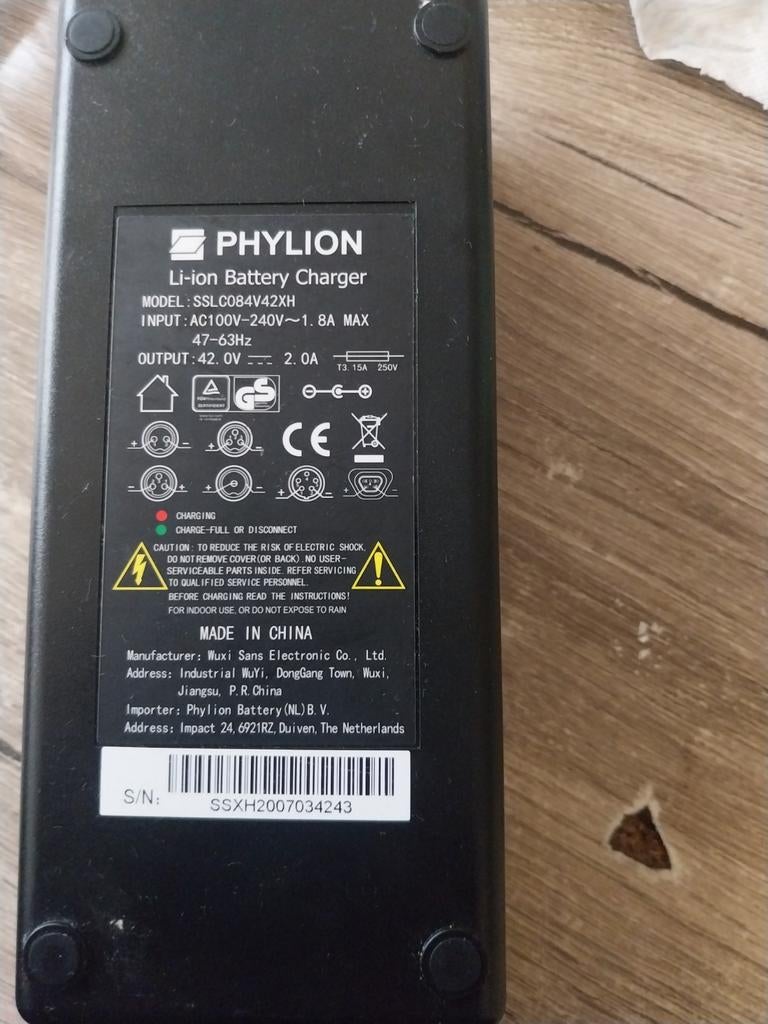 PHYLION
Li-ion Battery Charger
MODEL:SSLC084V42XH
INPUT:AC100V-240V～1.8A MAX
47-63Hz
OUTPUT:42.0V ⎓ 2.0A
T3.15A 250V
GS
CE
CHARGING
CHARGE-FULL OR DISCONNECT
CAUTION: TO REDUCE THE RISK OF ELECTRIC SHOCK,
DO NOT REMOVE COVER(OR BACK). NO USER-
SERVICEABLE PARTS INSIDE. REFER SERVICING
TO QUALIFIED SERVICE PERSONNEL.
BEFORE CHARGING READ THE INSTRUCTIONS!
FOR INDOOR USE, OR DO NOT EXPOSE TO RAIN
MADE IN CHINA
Manufacturer: Wuxi Sans Electronic Co., Ltd.
Address: Industrial WuYi, DongGang Town, Wuxi,
Jiangsu, P.R.China
Importer: Phylion Battery(NL)B.V.
Address: Impact 24,6921RZ,Duiven,The Netherlands
S/N: SSXH2007034243